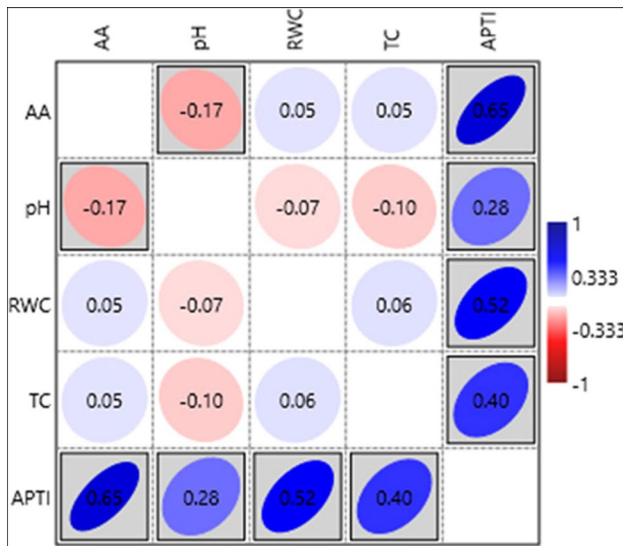 AA pH RWC TC APTI
AA -0.17 0.05 0.05 0.65
pH -0.17 -0.07 -0.10 0.28
RWC 0.05 -0.07 0.06 0.52
TC 0.05 -0.10 0.06 0.40
APTI 0.65 0.28 0.52 0.40
1
0.333
-0.333
-1